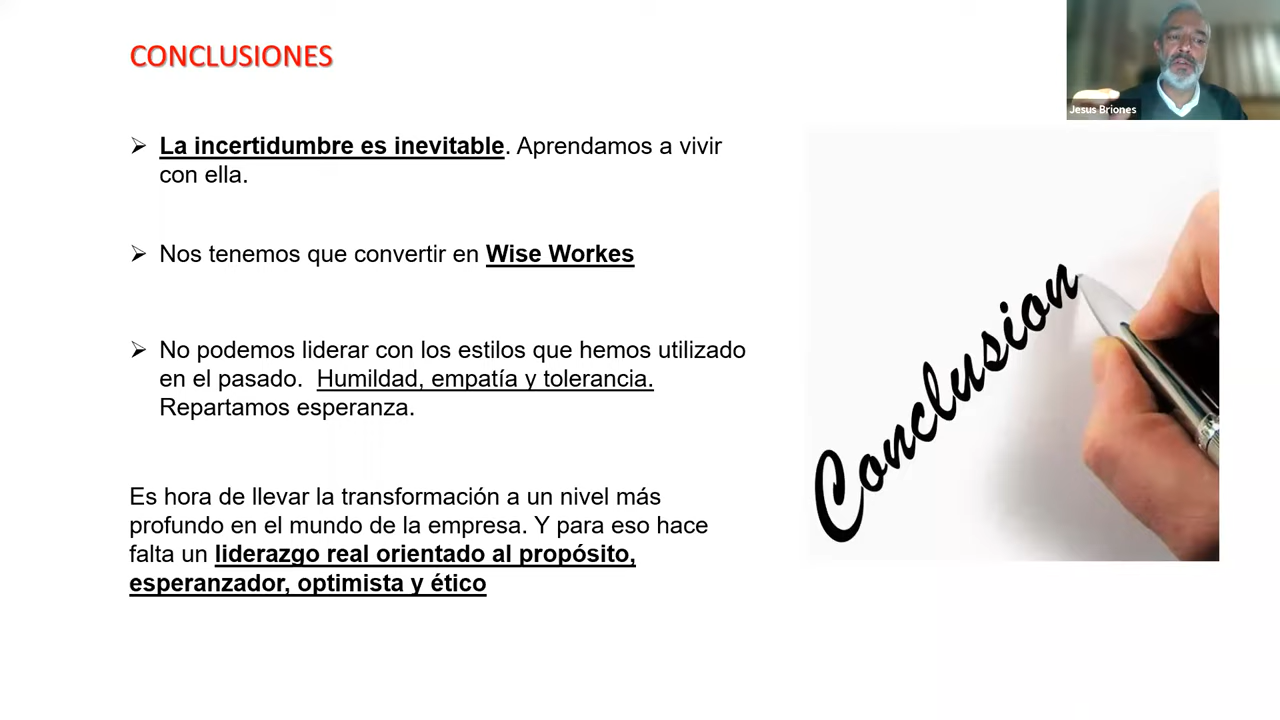 CONCLUSIONES
Jesus Briones
➢ La incertidumbre es inevitable. Aprendamos a vivir
con ella.
➢ Nos tenemos que convertir en Wise Workes
➢ No podemos liderar con los estilos que hemos utilizado
en el pasado. Humildad, empatía y tolerancia.
Repartamos esperanza.
Es hora de llevar la transformación a un nivel más
profundo en el mundo de la empresa. Y para eso hace
falta un liderazgo real orientado al propósito,
esperanzador, optimista y ético
Conclusion